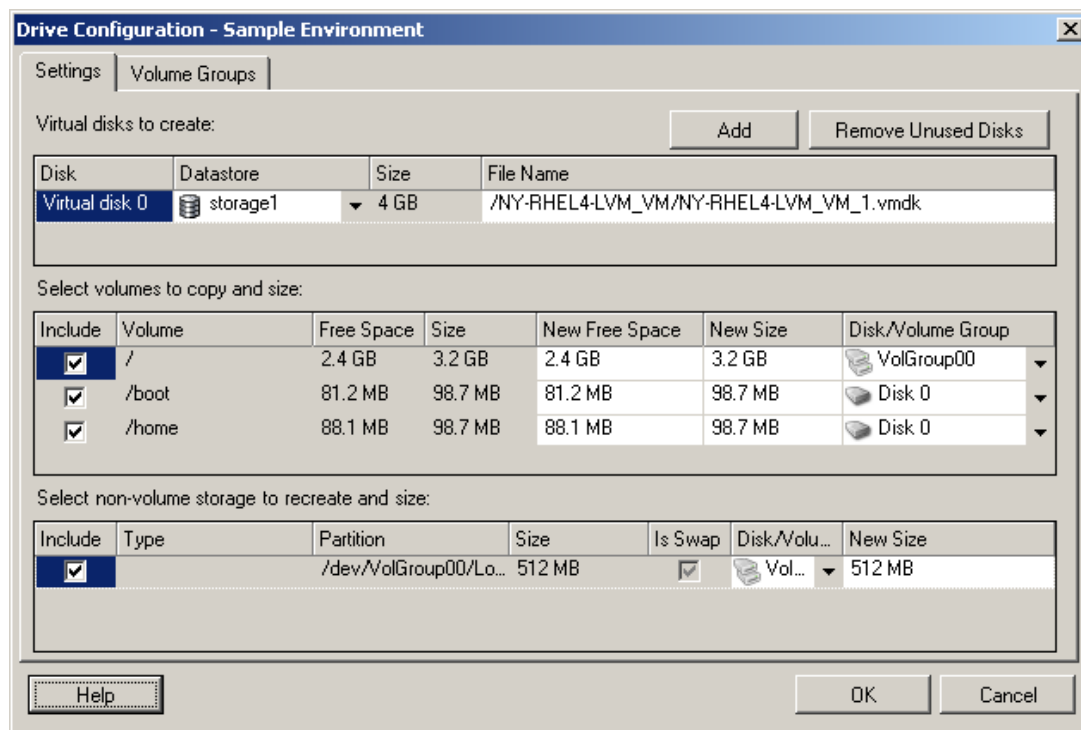 Drive Configuration - Sample Environment
Settings Volume Groups
Virtual disks to create: Add Remove Unused Disks
Disk Datastore Size File Name
Virtual disk 0 storage1 4 GB /NY-RHEL4-LVM_VM/NY-RHEL4-LVM_VM_1.vmdk
Select volumes to copy and size:
Include Volume Free Space Size New Free Space New Size Disk/Volume Group
/ 2.4 GB 3.2 GB 2.4 GB 3.2 GB VolGroup00
/boot 81.2 MB 98.7 MB 81.2 MB 98.7 MB Disk 0
/home 88.1 MB 98.7 MB 88.1 MB 98.7 MB Disk 0
Select non-volume storage to recreate and size:
Include Type Partition Size Is Swap Disk/Volu... New Size
/dev/VolGroup00/Lo... 512 MB Vol... 512 MB
Help OK Cancel